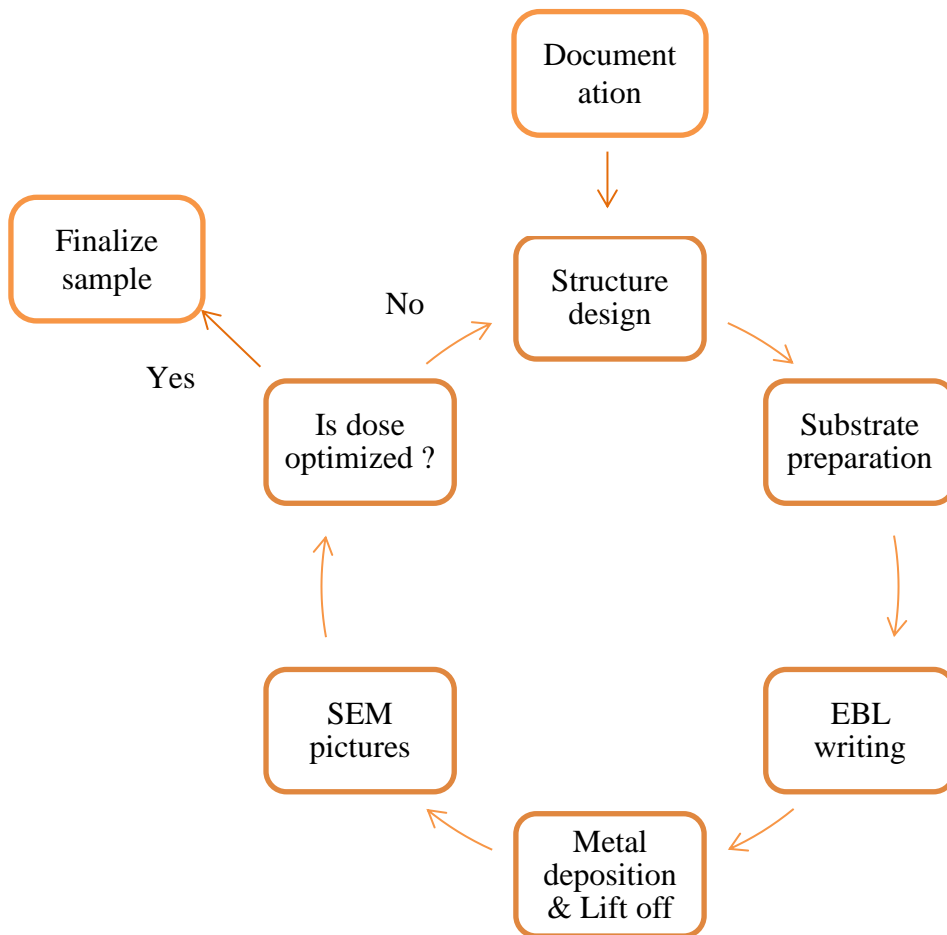 Document
ation
Structure
design
Substrate
preparation
EBL
writing
Metal
deposition
& Lift off
SEM
pictures
Is dose
optimized ?
No
Yes
Finalize
sample